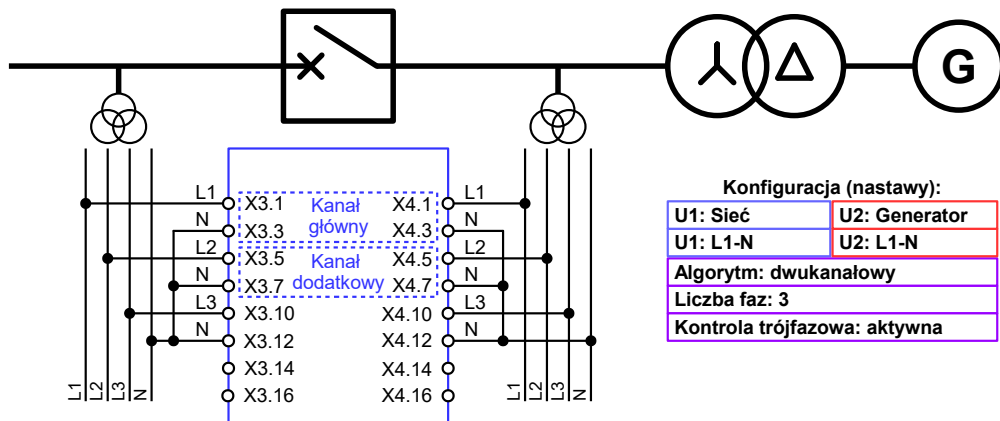 G
L1 X3.1 Kanał główny X4.1 L1
N X3.3 X4.3 N
L2 X3.5 Kanał dodatkowy X4.5 L2
N X3.7 X4.7 N
L3 X3.10 X4.10 L3
N X3.12 X4.12 N
X3.14 X4.14
X3.16 X4.16
L1 L2 L3 N
L1 L2 L3 N
Konfiguracja (nastawy):
U1: Sieć U2: Generator
U1: L1-N U2: L1-N
Algorytm: dwukanałowy
Liczba faz: 3
Kontrola trójfazowa: aktywna